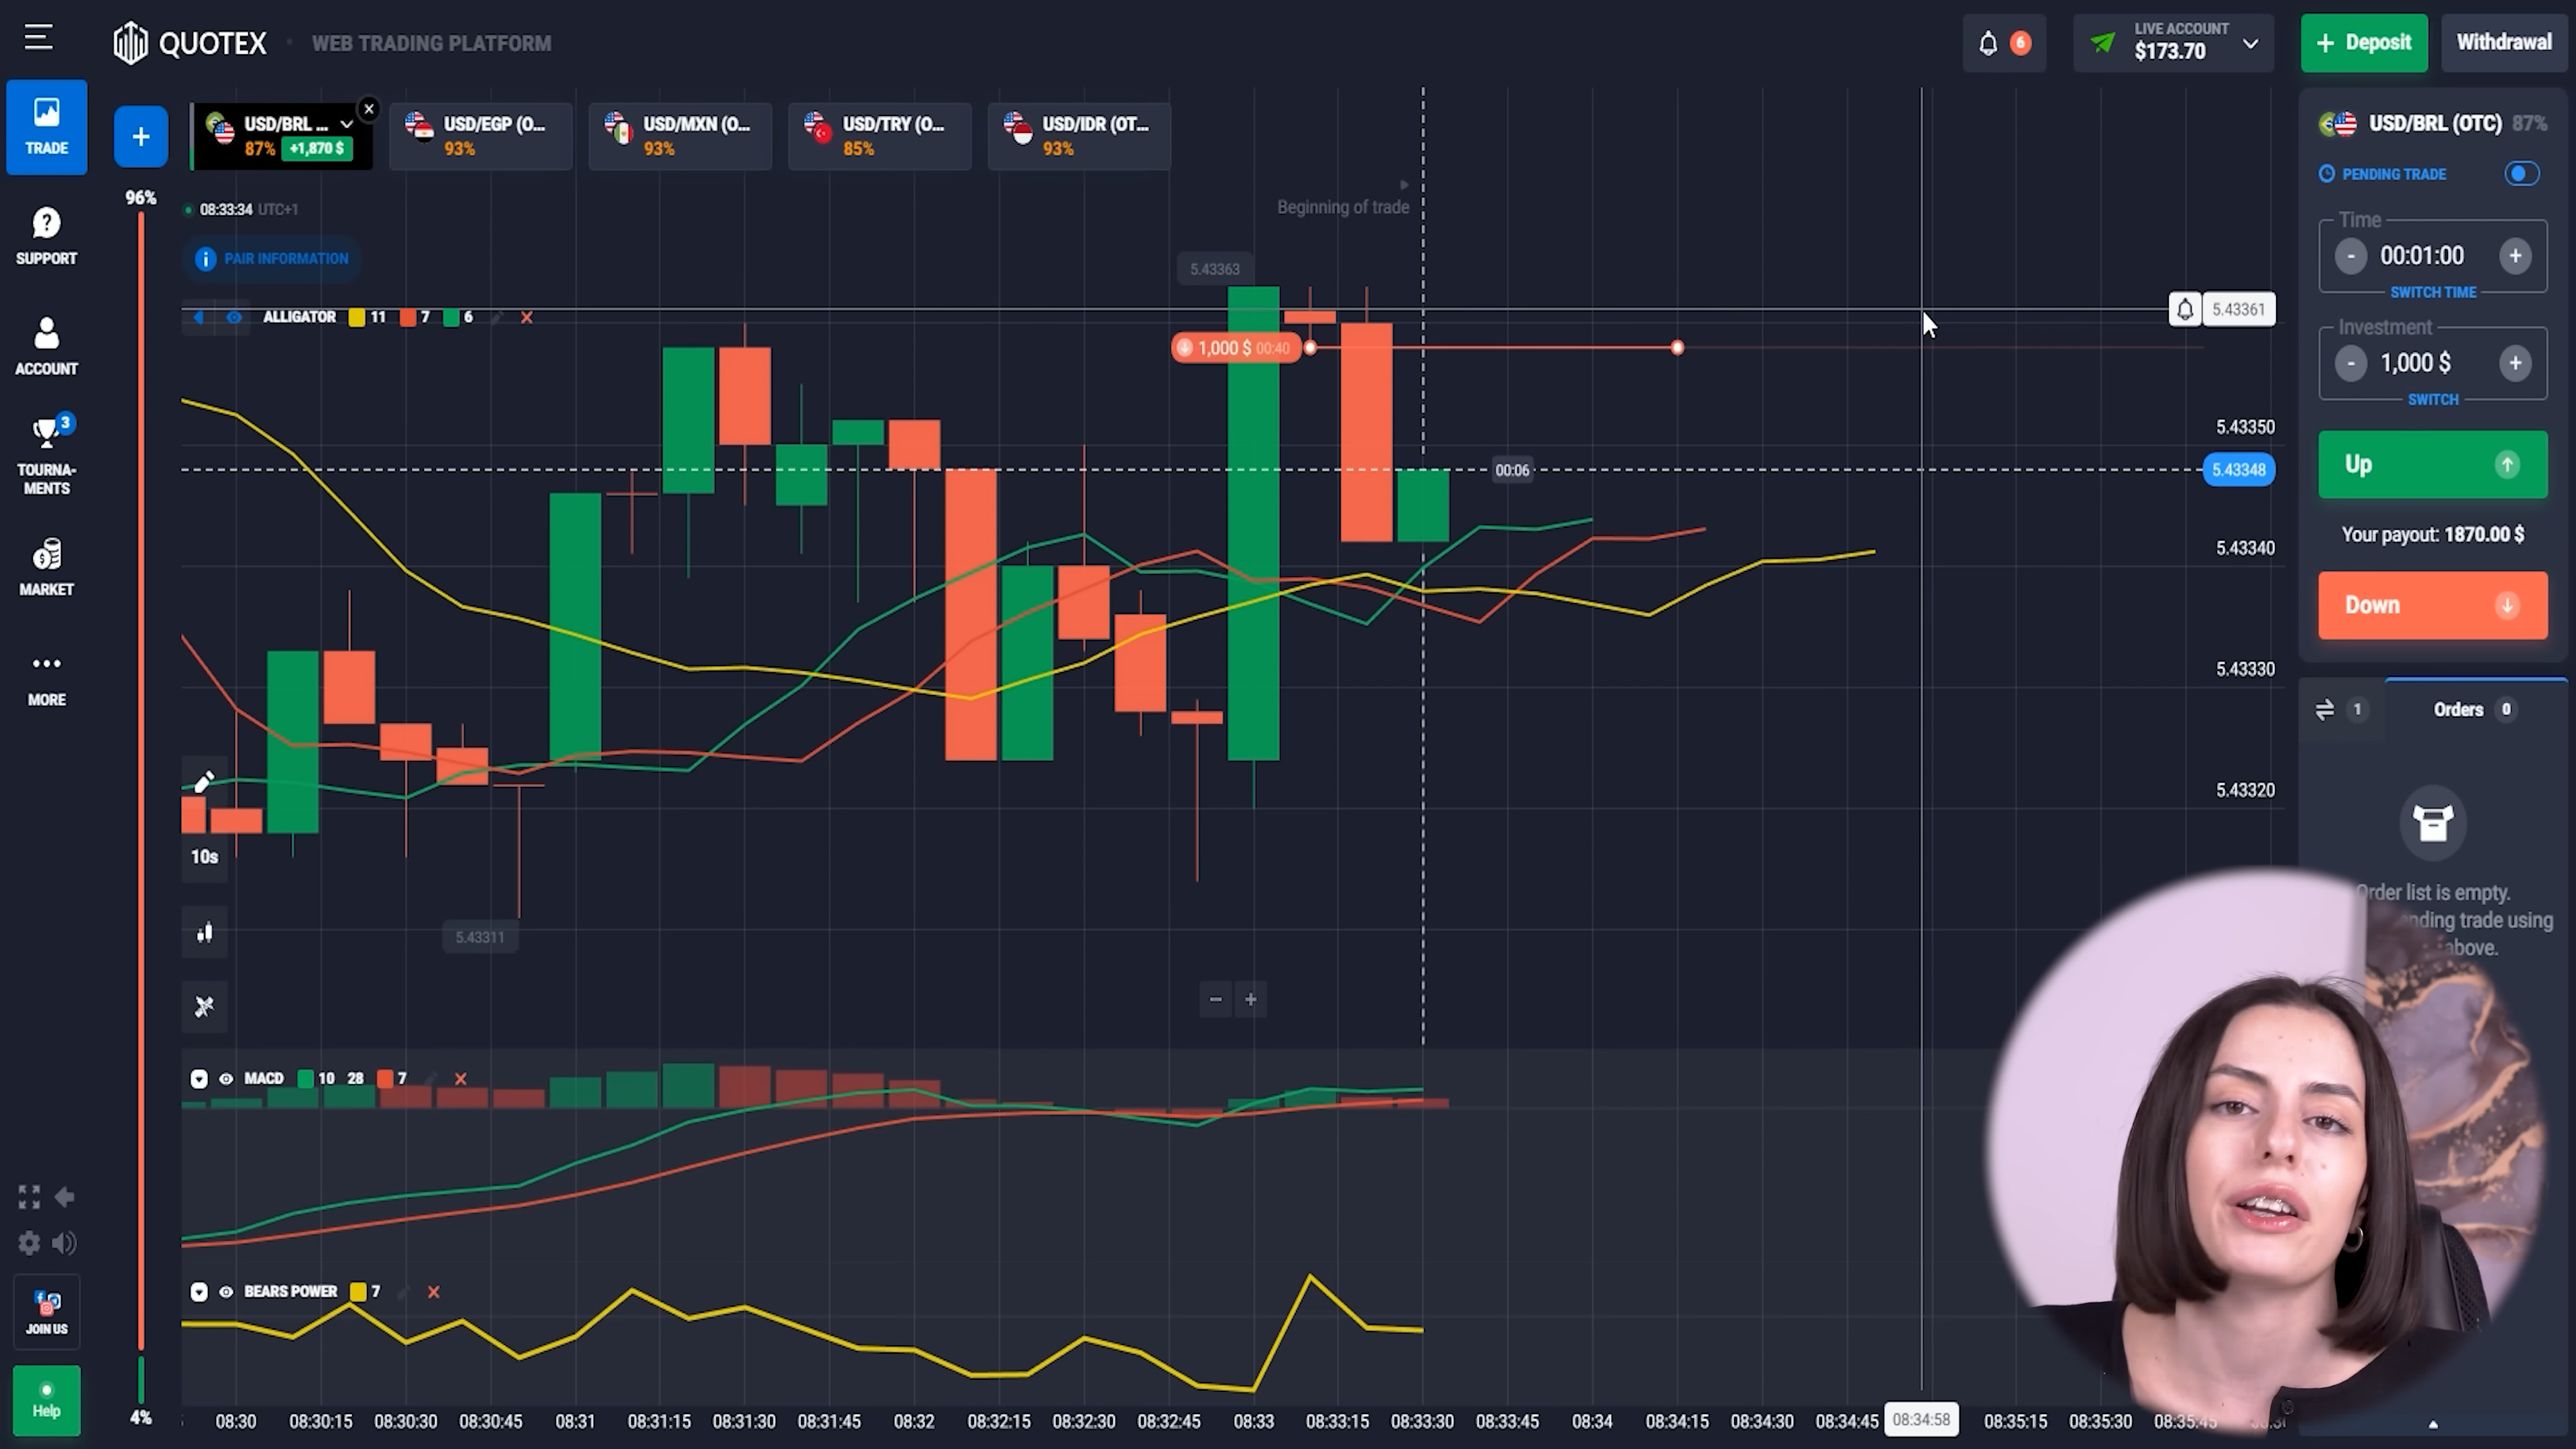 QUOTEX
WEB TRADING PLATFORM
6
LIVE ACCOUNT
$173.70
+ Deposit
Withdrawal
TRADE
SUPPORT
ACCOUNT
3
TOURNA-
MENTS
MARKET
MORE
JOIN US
Help
+
USD/BRL ...
87% +1,870 $
USD/EGP (O...
93%
USD/MXN (O...
93%
USD/TRY (O...
85%
USD/IDR (OT...
93%
96%
4%
08:33:34 UTC+1
PAIR INFORMATION
Beginning of trade
ALLIGATOR 11 7 6
5.43363
1,000 $ 00:40
00:06
5.43311
10s
5.43361
5.43350
5.43348
5.43340
5.43330
5.43320
MACD 10 28 7
BEARS POWER 7
08:30 08:30:15 08:30:30 08:30:45 08:31 08:31:15 08:31:30 08:31:45 08:32 08:32:15 08:32:30 08:32:45 08:33 08:33:15 08:33:30 08:33:45 08:34 08:34:15 08:34:30 08:34:45 08:34:58 08:35:15 08:35:30 08:35:45
USD/BRL (OTC) 87%
PENDING TRADE
Time
- 00:01:00 +
SWITCH TIME
Investment
- 1,000 $ +
SWITCH
Up
Your payout: 1870.00 $
Down
1
Orders 0
Order list is empty.
nding trade using
above.